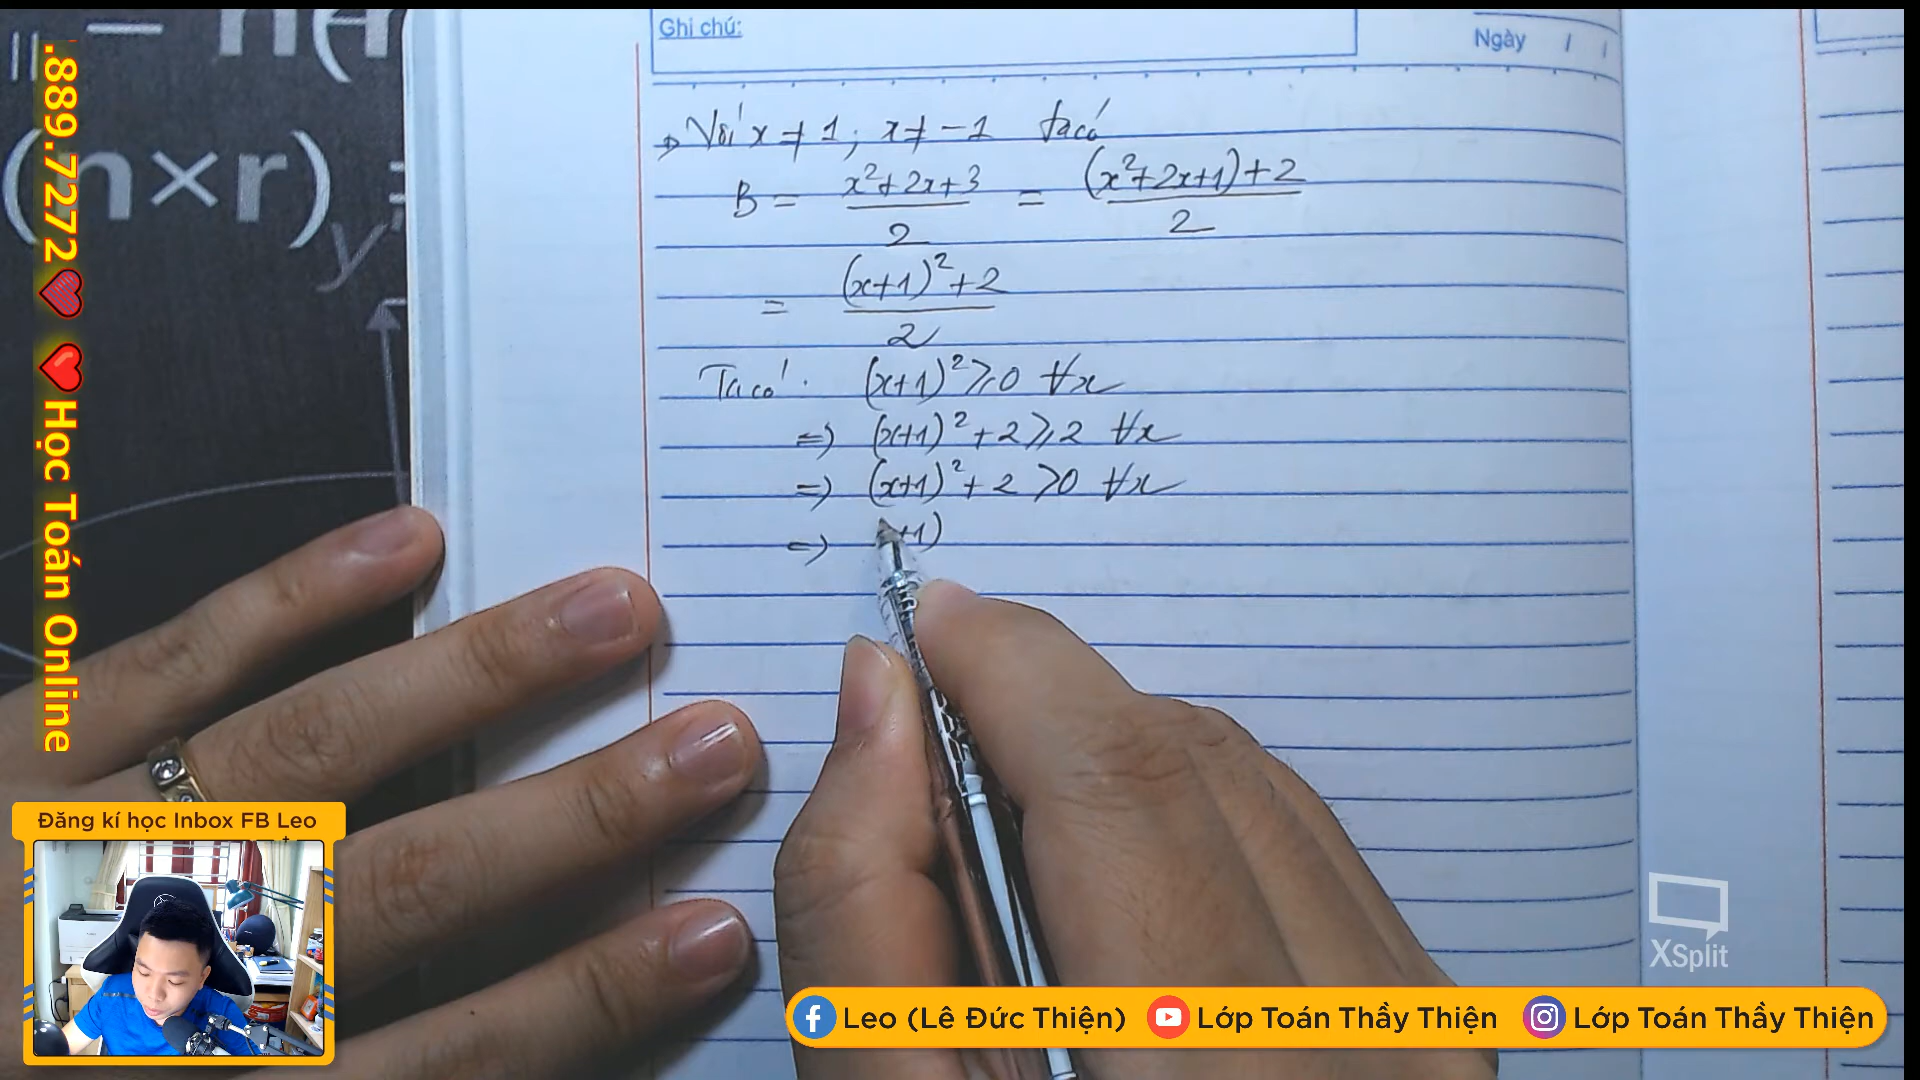 Ghi chú:
Ngày / /
Với x ≠ 1; x ≠ -1 ta có
B = (x²+2x+3)/2 = ((x²+2x+1)+2)/2
= ((x+1)²+2)/2
Ta có: (x+1)² ⩾ 0 ∀x
=> (x+1)² + 2 ⩾ 2 ∀x
=> (x+1)² + 2 > 0 ∀x
=> +1)
|| = n(
(n×r) =
y
.889.7272❤ ❤Học Toán Online
Đăng kí học Inbox FB Leo
XSplit
Leo (Lê Đức Thiện) Lớp Toán Thầy Thiện Lớp Toán Thầy Thiện